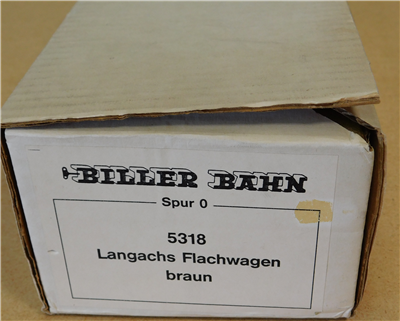 BILLER BAHN
Spur 0
5318
Langachs Flachwagen
braun